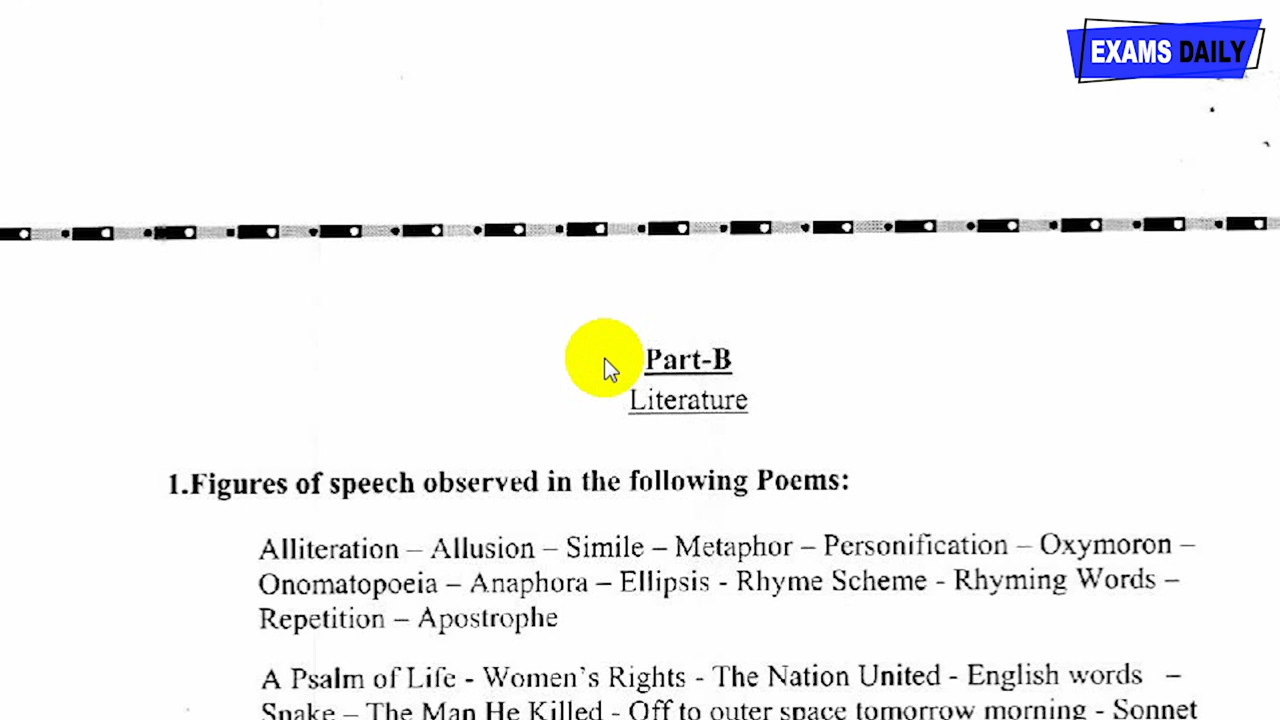 EXAMS DAILY
Part-B
Literature
1.Figures of speech observed in the following Poems:
Alliteration – Allusion – Simile – Metaphor – Personification – Oxymoron –
Onomatopoeia – Anaphora – Ellipsis - Rhyme Scheme - Rhyming Words –
Repetition – Apostrophe
A Psalm of Life - Women's Rights - The Nation United - English words –
Snake – The Man He Killed - Off to outer space tomorrow morning - Sonnet